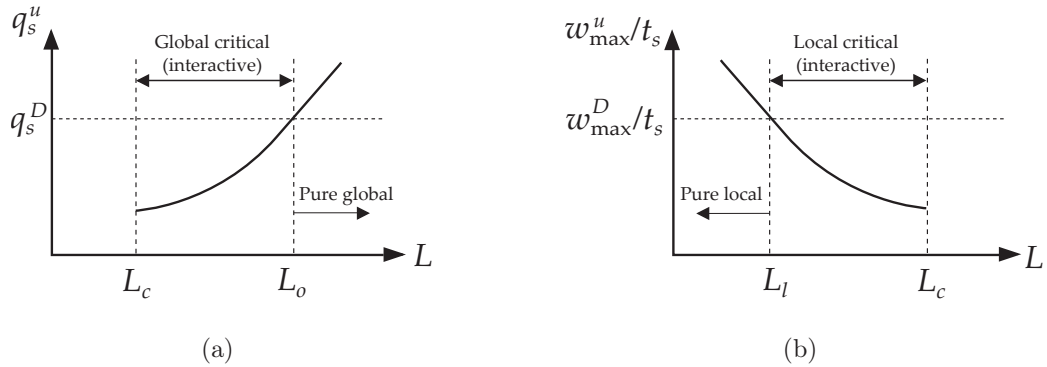 q_s^u
Global critical
(interactive)
q_s^D
Pure global
L
L_c
L_o
(a)
w_max^u/t_s
Local critical
(interactive)
w_max^D/t_s
Pure local
L
L_l
L_c
(b)